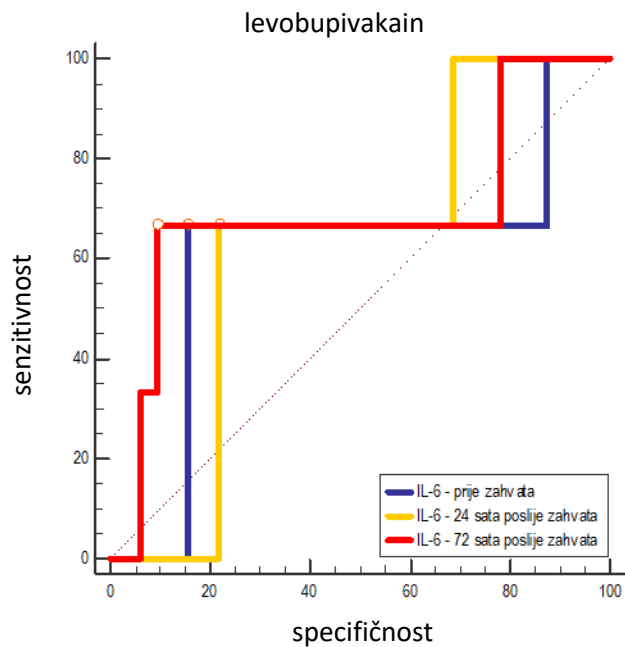 levobupivakain
100
80
60
40
20
0
senzitivnost
IL-6 - prije zahvata
IL-6 - 24 sata poslije zahvata
IL-6 - 72 sata poslije zahvata
0 20 40 60 80 100
specifičnost